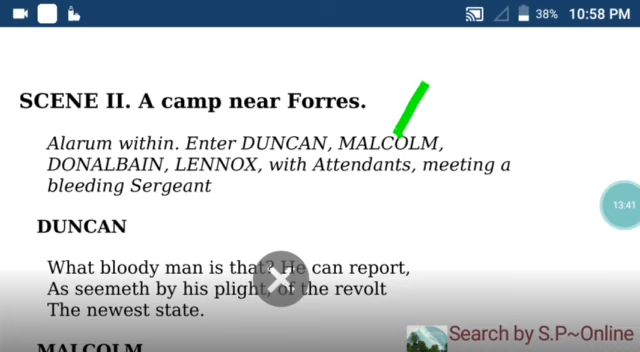 38% 10:58 PM
SCENE II. A camp near Forres.
Alarum within. Enter DUNCAN, MALCOLM,
DONALBAIN, LENNOX, with Attendants, meeting a
bleeding Sergeant
13:41
DUNCAN
What bloody man is that? He can report,
As seemeth by his plight, of the revolt
The newest state.
Search by S.P~Online
MALCOLM